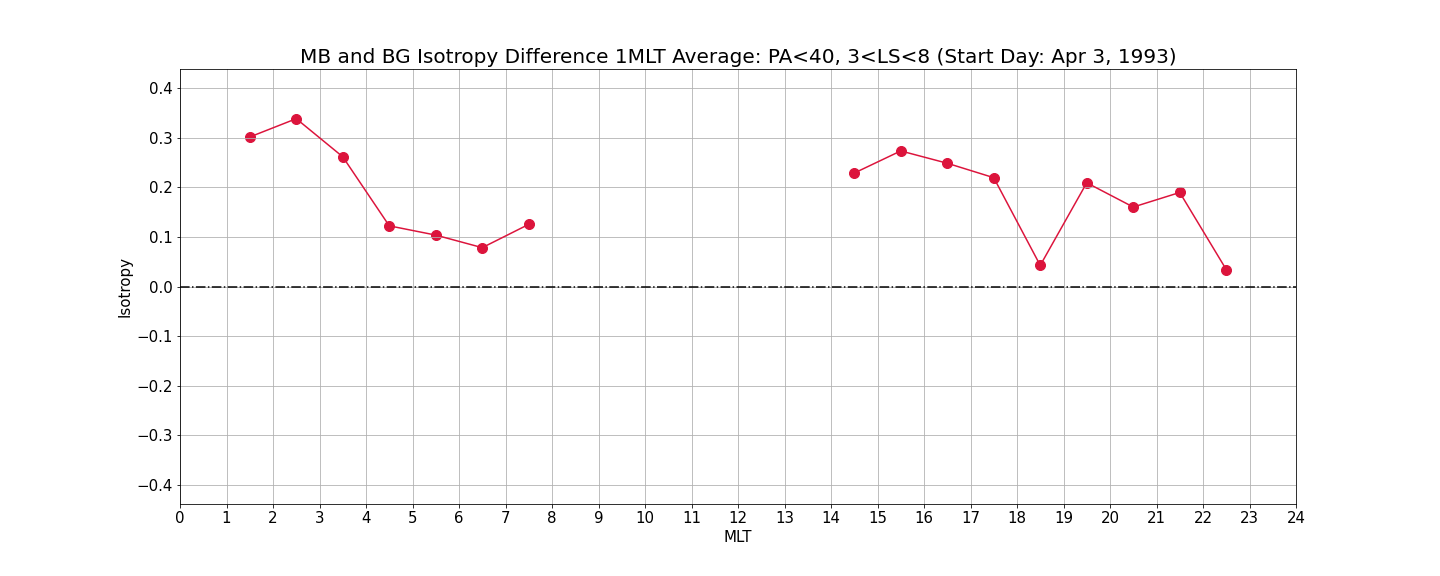 MB and BG Isotropy Difference 1MLT Average: PA<40, 3<LS<8 (Start Day: Apr 3, 1993)
0.4
0.3
0.2
0.1
0.0
−0.1
−0.2
−0.3
−0.4
Isotropy
0 1 2 3 4 5 6 7 8 9 10 11 12 13 14 15 16 17 18 19 20 21 22 23 24
MLT